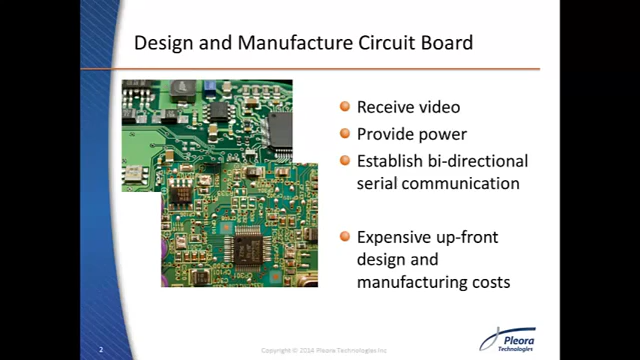 Design and Manufacture Circuit Board
Receive video
Provide power
Establish bi-directional
serial communication
Expensive up-front
design and
manufacturing costs
2
Copyright © 2014 Pleora Technologies Inc
Pleora
Technologies